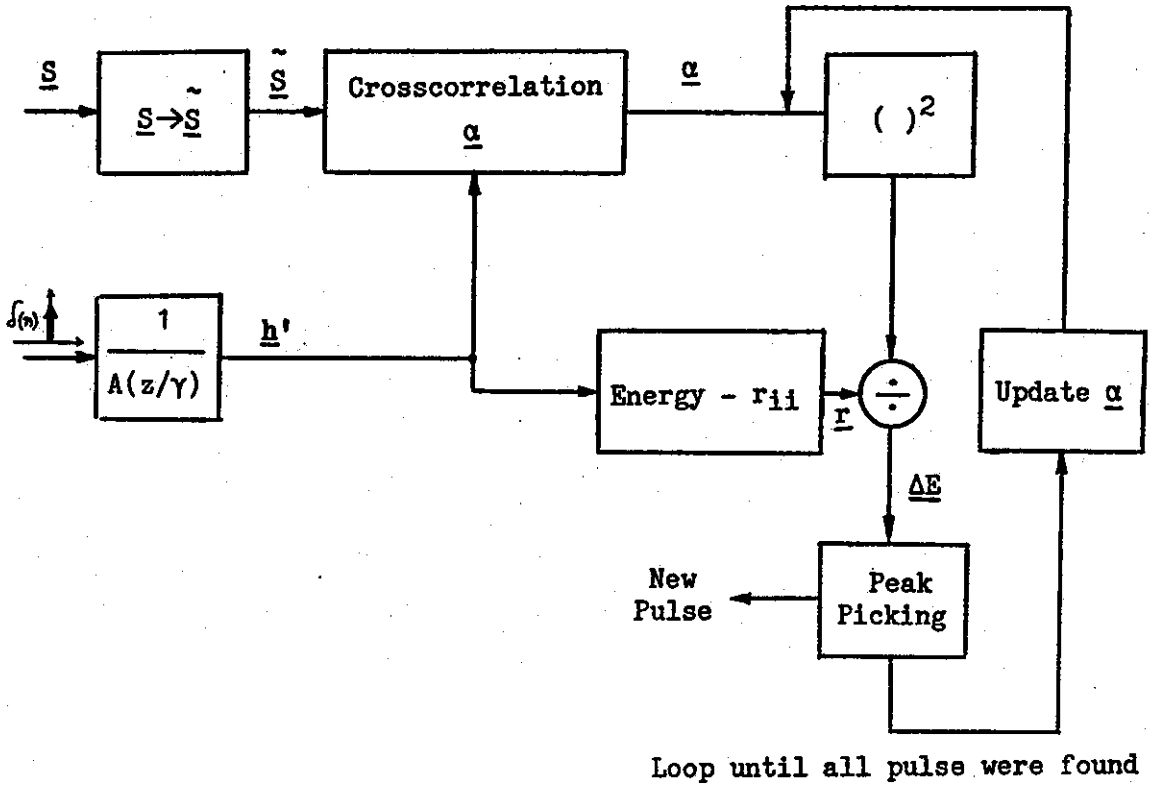 S
S→S̃
S̃
Crosscorrelation
α
α
( )²
δ(n)
1
A(z/γ)
h'
Energy - rii
r
÷
Update α
ΔE
New
Pulse
Peak
Picking
Loop until all pulse were found